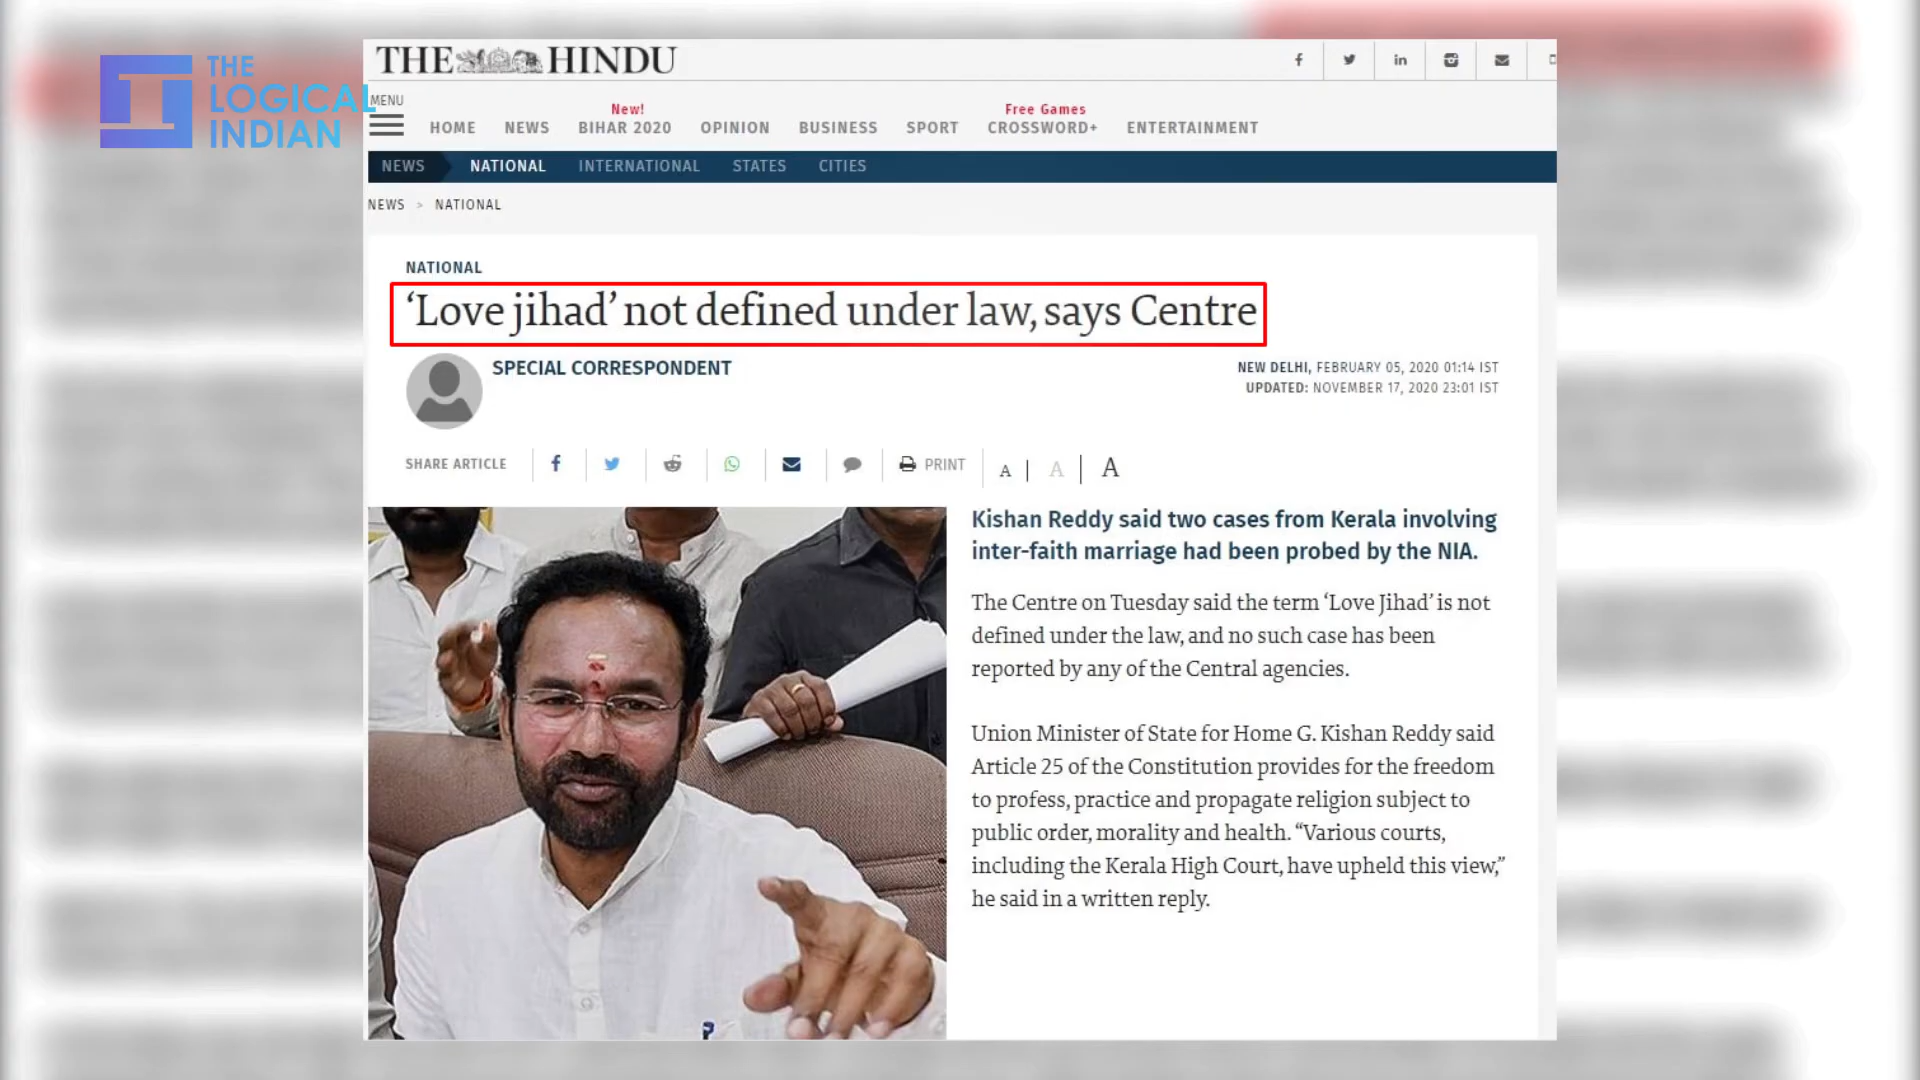 THE
LOGICAL
INDIAN
THE HINDU
MENU
New!
Free Games
HOME NEWS BIHAR 2020 OPINION BUSINESS SPORT CROSSWORD+ ENTERTAINMENT
NEWS NATIONAL INTERNATIONAL STATES CITIES
NEWS > NATIONAL
NATIONAL
‘Love jihad’ not defined under law, says Centre
SPECIAL CORRESPONDENT
NEW DELHI, FEBRUARY 05, 2020 01:14 IST
UPDATED: NOVEMBER 17, 2020 23:01 IST
SHARE ARTICLE PRINT A | A | A
Kishan Reddy said two cases from Kerala involving
inter-faith marriage had been probed by the NIA.
The Centre on Tuesday said the term ‘Love Jihad’ is not
defined under the law, and no such case has been
reported by any of the Central agencies.
Union Minister of State for Home G. Kishan Reddy said
Article 25 of the Constitution provides for the freedom
to profess, practice and propagate religion subject to
public order, morality and health. “Various courts,
including the Kerala High Court, have upheld this view,”
he said in a written reply.